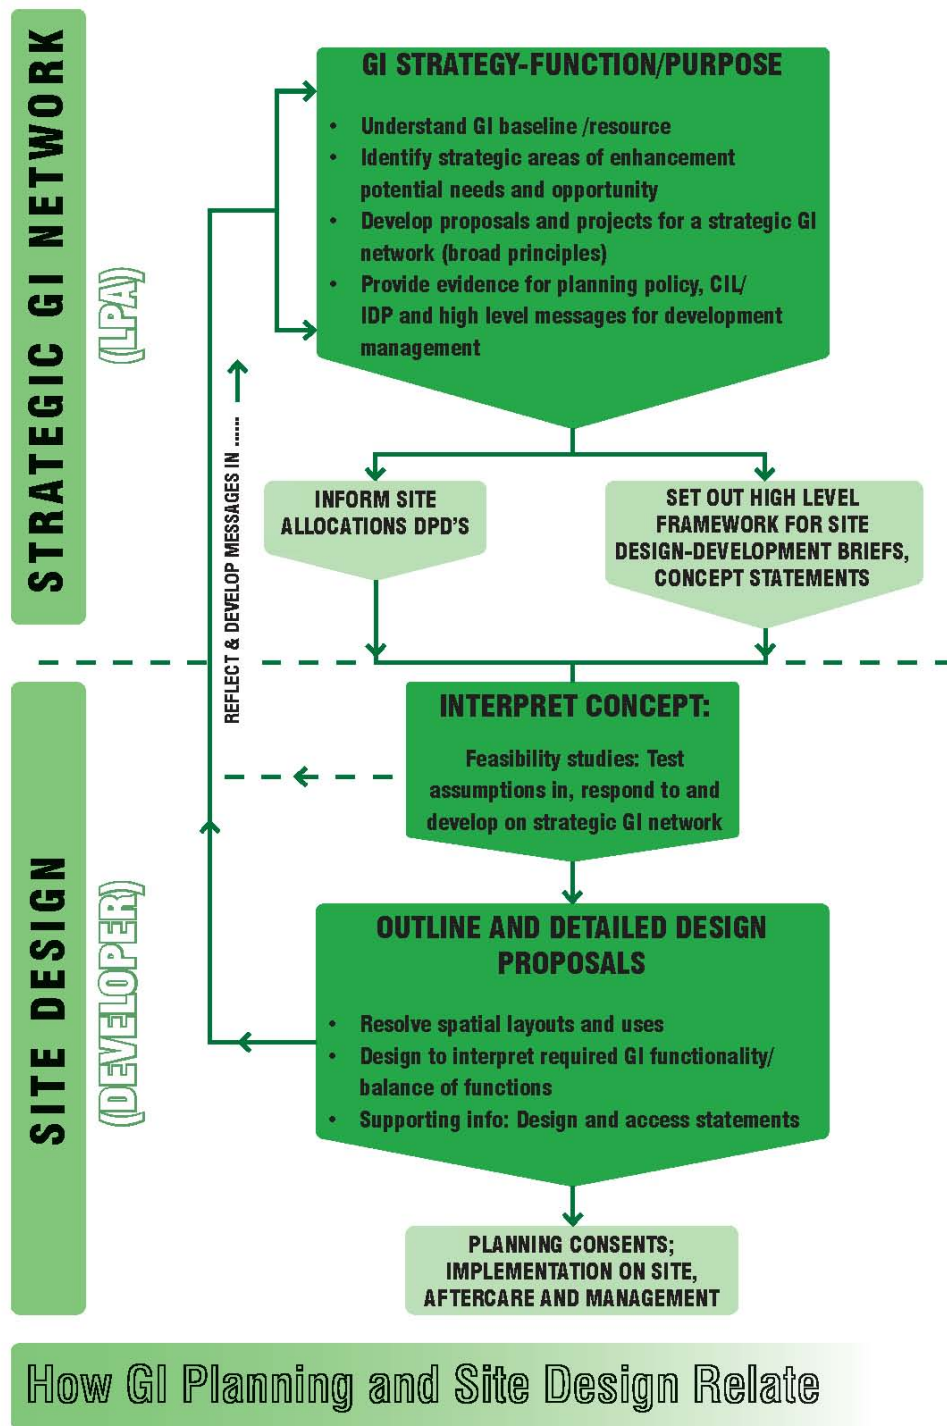 STRATEGIC GI NETWORK
(LPA)
GI STRATEGY-FUNCTION/PURPOSE
• Understand GI baseline /resource
• Identify strategic areas of enhancement
potential needs and opportunity
• Develop proposals and projects for a strategic GI
network (broad principles)
• Provide evidence for planning policy, CIL/
IDP and high level messages for development
management
REFLECT & DEVELOP MESSAGES IN ......
INFORM SITE
ALLOCATIONS DPD'S
SET OUT HIGH LEVEL
FRAMEWORK FOR SITE
DESIGN-DEVELOPMENT BRIEFS,
CONCEPT STATEMENTS
SITE DESIGN
(DEVELOPER)
INTERPRET CONCEPT:
Feasibility studies: Test
assumptions in, respond to and
develop on strategic GI network
OUTLINE AND DETAILED DESIGN
PROPOSALS
• Resolve spatial layouts and uses
• Design to interpret required GI functionality/
balance of functions
• Supporting info: Design and access statements
PLANNING CONSENTS;
IMPLEMENTATION ON SITE,
AFTERCARE AND MANAGEMENT
How GI Planning and Site Design Relate